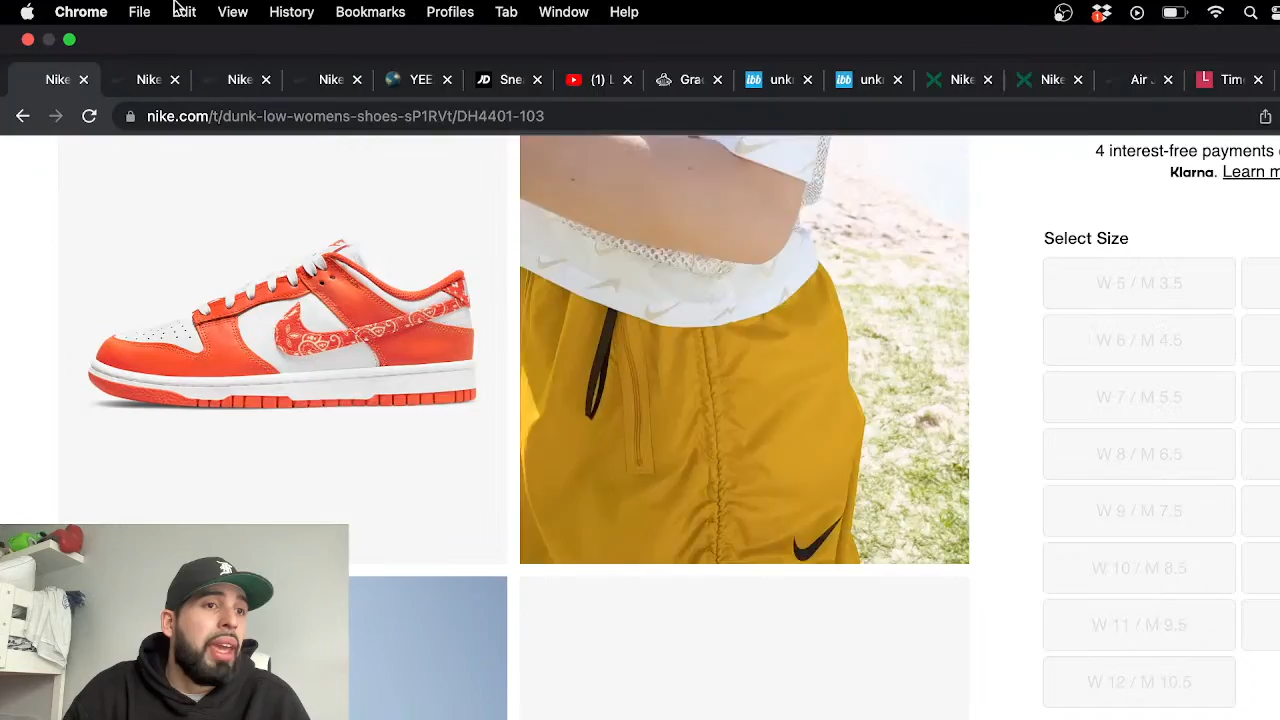 Chrome File Edit View History Bookmarks Profiles Tab Window Help
Nike Nike Nike Nike YEE Sne (1) L Gra unk unk Nike Nike Air Tim
nike.com/t/dunk-low-womens-shoes-sP1RVt/DH4401-103
4 interest-free payments
Klarna. Learn m
Select Size
W 5 / M 3.5
W 6 / M 4.5
W 7 / M 5.5
W 8 / M 6.5
W 9 / M 7.5
W 10 / M 8.5
W 11 / M 9.5
W 12 / M 10.5